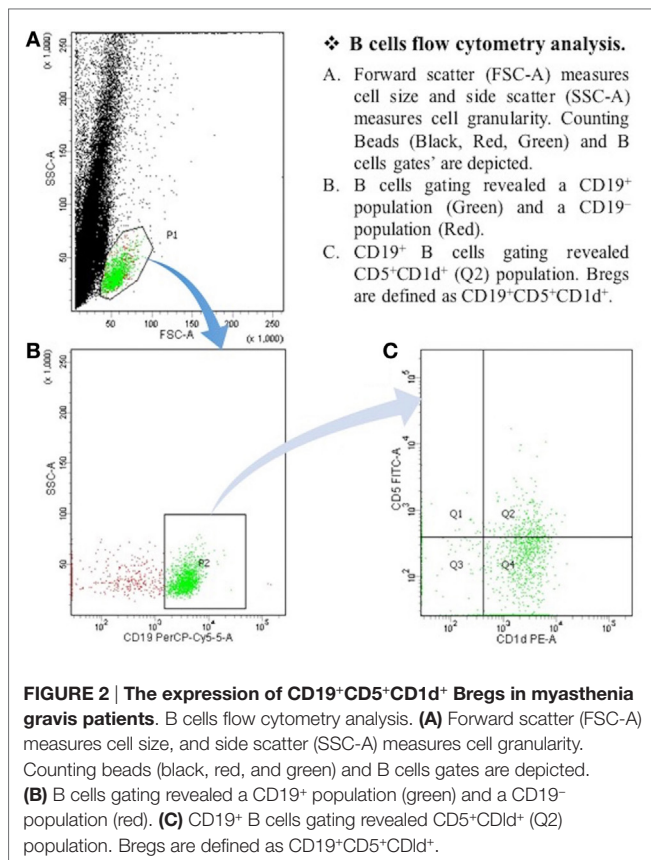 A
(x 1,000)
250
200
150
100
50
SSC-A
P1
50 100 150 200 250
FSC-A
(x 1,000)
❖ B cells flow cytometry analysis.
A. Forward scatter (FSC-A) measures
cell size and side scatter (SSC-A)
measures cell granularity. Counting
Beads (Black, Red, Green) and B
cells gates’ are depicted.
B. B cells gating revealed a CD19⁺
population (Green) and a CD19⁻
population (Red).
C. CD19⁺ B cells gating revealed
CD5⁺CD1d⁺ (Q2) population. Bregs
are defined as CD19⁺CD5⁺CD1d⁺.
B
(x 1,000)
250
200
150
100
50
SSC-A
P2
10² 10³ 10⁴ 10⁵
CD19 PerCP-Cy5-5-A
C
10⁵
10⁴
10³
10²
CD5 FITC-A
Q1 Q2
Q3 Q4
10² 10³ 10⁴ 10⁵
CD1d PE-A
FIGURE 2 | The expression of CD19⁺CD5⁺CD1d⁺ Bregs in myasthenia
gravis patients. B cells flow cytometry analysis. (A) Forward scatter (FSC-A)
measures cell size, and side scatter (SSC-A) measures cell granularity.
Counting beads (black, red, and green) and B cells gates are depicted.
(B) B cells gating revealed a CD19⁺ population (green) and a CD19⁻
population (red). (C) CD19⁺ B cells gating revealed CD5⁺CDld⁺ (Q2)
population. Bregs are defined as CD19⁺CD5⁺CDld⁺.